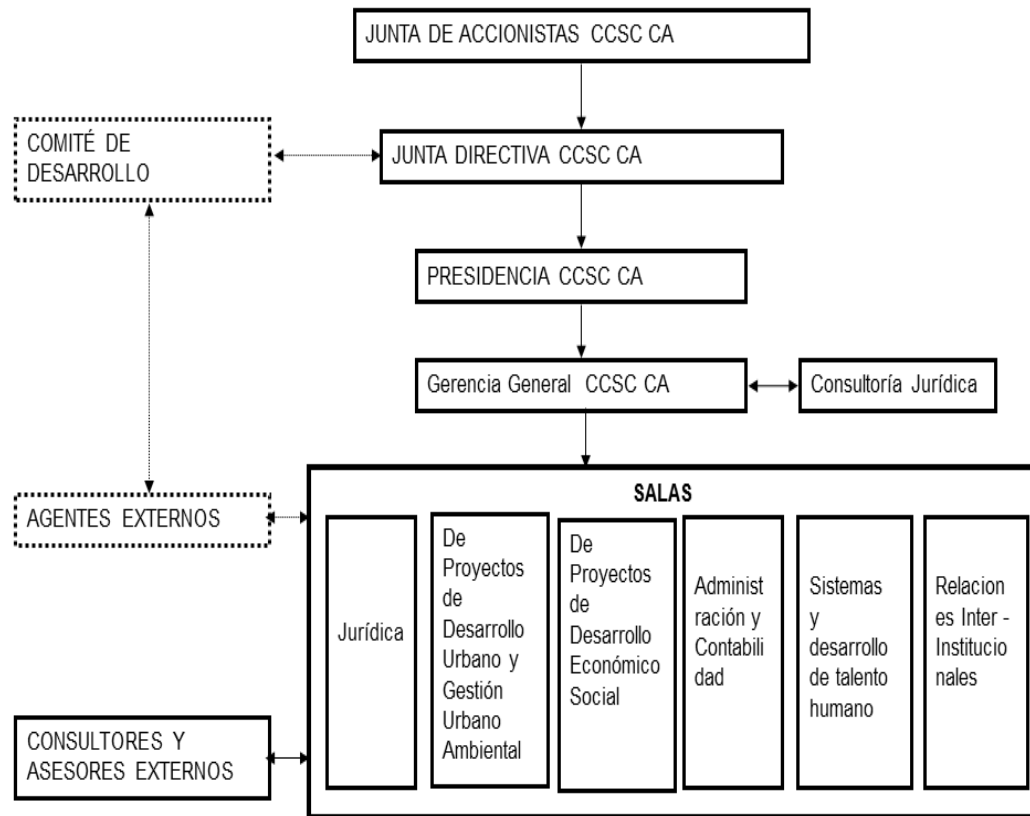 JUNTA DE ACCIONISTAS CCSC CA
COMITÉ DE
DESARROLLO
JUNTA DIRECTIVA CCSC CA
PRESIDENCIA CCSC CA
Gerencia General CCSC CA
Consultoría Jurídica
SALAS
AGENTES EXTERNOS
Jurídica
De
Proyectos
de
Desarrollo
Urbano y
Gestión
Urbano
Ambiental
De
Proyectos
de
Desarrollo
Económico
Social
Administ
ración y
Contabili
dad
Sistemas
y
desarrollo
de talento
humano
Relacion
es Inter -
Institucio
nales
CONSULTORES Y
ASESORES EXTERNOS